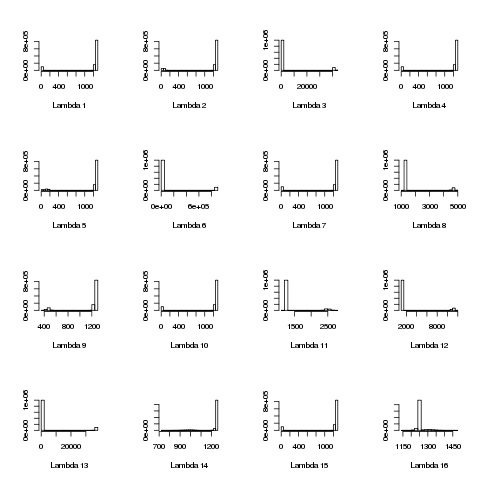 0e+00 8e+05
0 400 1000
Lambda 1
0e+00 8e+05
0 400 1000
Lambda 2
0e+00 1e+06
0 20000
Lambda 3
0e+00 8e+05
0 400 1000
Lambda 4
0e+00 8e+05
0 400 1000
Lambda 5
0e+00 1e+06
0e+00 6e+05
Lambda 6
0e+00 8e+05
0 400 1000
Lambda 7
0e+00 1e+06
1000 3000 5000
Lambda 8
0e+00 8e+05
400 800 1200
Lambda 9
0e+00 8e+05
0 400 1000
Lambda 10
0e+00 1e+06
1500 2500
Lambda 11
0e+00 1e+06
2000 8000
Lambda 12
0e+00 1e+06
0 20000
Lambda 13
0e+00 8e+05
700 900 1200
Lambda 14
0e+00 8e+05
0 400 1000
Lambda 15
0e+00 1e+06
1150 1300 1450
Lambda 16